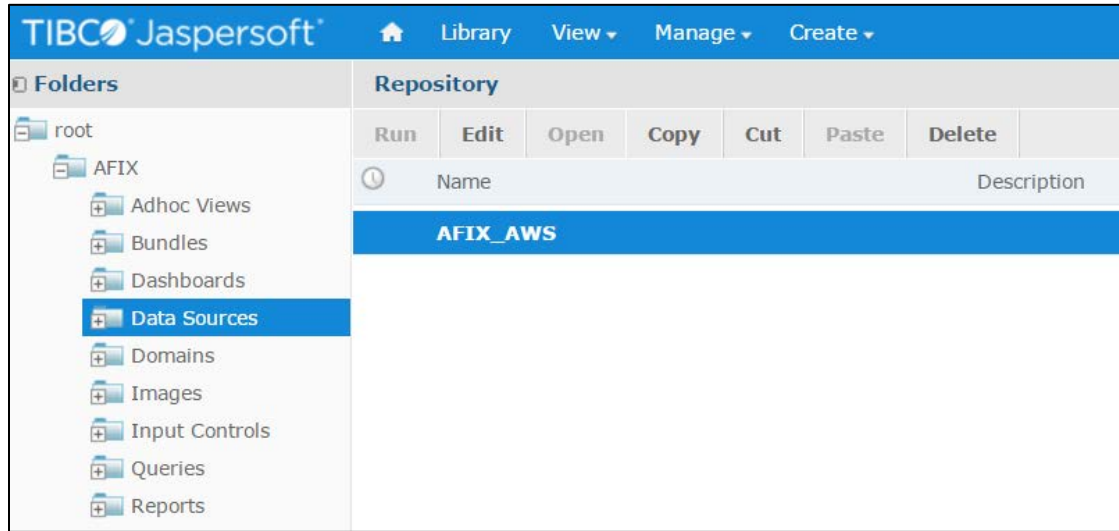 TIBCO Jaspersoft Library View Manage Create
Folders
root
AFIX
Adhoc Views
Bundles
Dashboards
Data Sources
Domains
Images
Input Controls
Queries
Reports
Repository
Run Edit Open Copy Cut Paste Delete
Name Description
AFIX_AWS